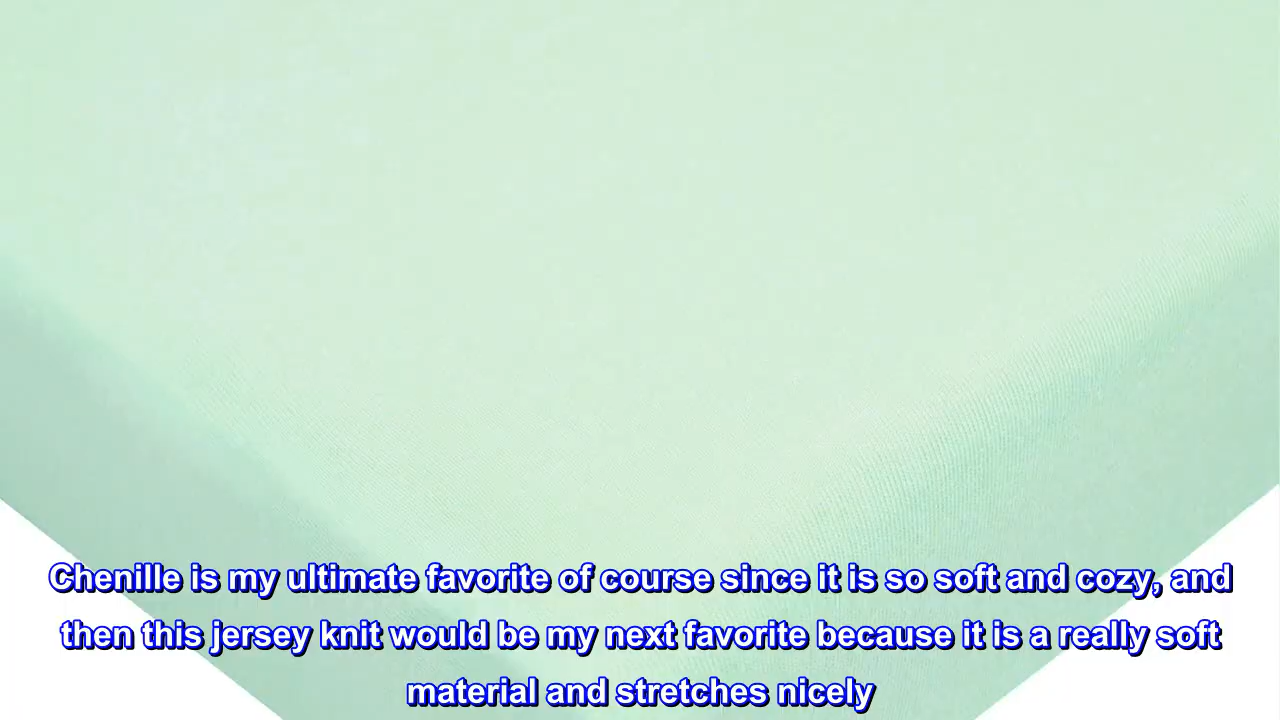 Chenille is my ultimate favorite of course since it is so soft and cozy, and
then this jersey knit would be my next favorite because it is a really soft
material and stretches nicely